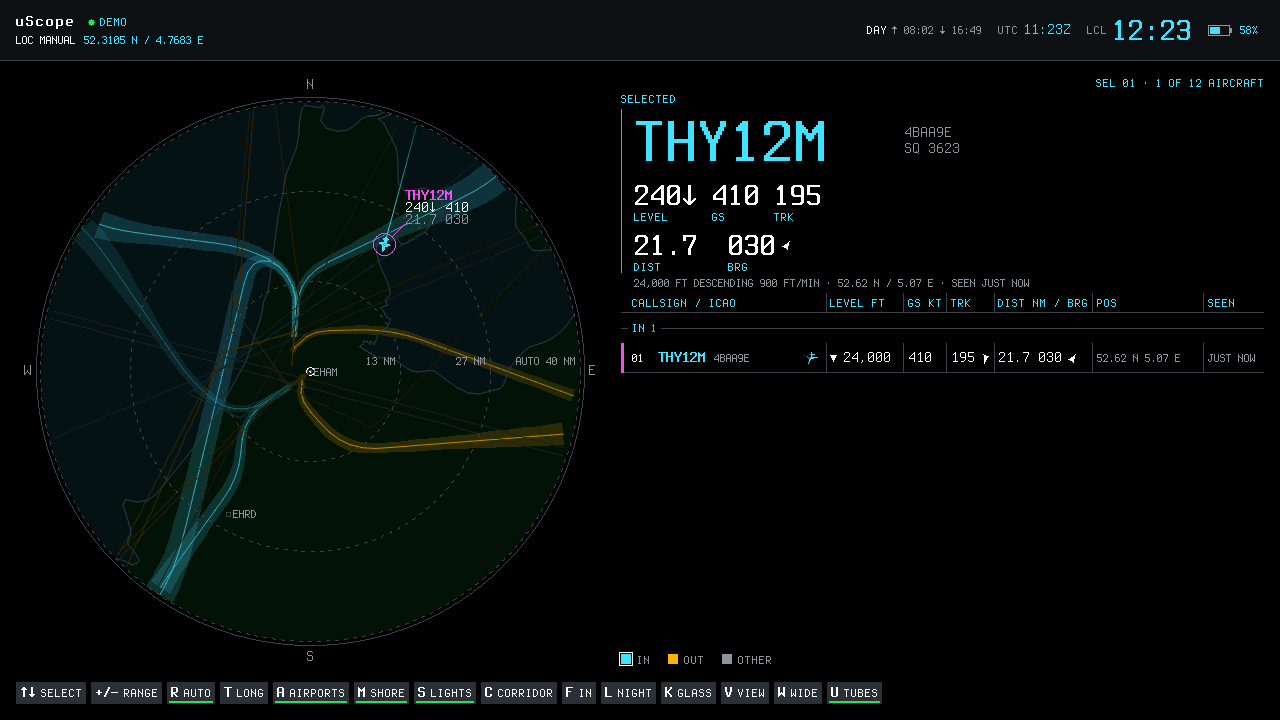 uScope DEMO
LOC MANUAL 52.3105 N / 4.7683 E
DAY ↑ 08:02 ↓ 16:49 UTC 11:23Z LCL 12:23 58%
SEL 01 · 1 OF 12 AIRCRAFT
SELECTED
THY12M
4BAA9E
SQ 3623
240↓ 410 195
LEVEL GS TRK
21.7 030
DIST BRG
24,000 FT DESCENDING 900 FT/MIN · 52.62 N / 5.07 E · SEEN JUST NOW
CALLSIGN / ICAO LEVEL FT GS KT TRK DIST NM / BRG POS SEEN
IN 1
01 THY12M 4BAA9E ▼ 24,000 410 195 21.7 030 52.62 N 5.07 E JUST NOW
N
THY12M
240↓ 410
21.7 030
13 NM 27 NM AUTO 40 NM
W EHAM E
EHRD
S
IN OUT OTHER
↑↓ SELECT +/- RANGE R AUTO T LONG A AIRPORTS M SHORE S LIGHTS C CORRIDOR F IN L NIGHT K GLASS V VIEW W WIDE U TUBES